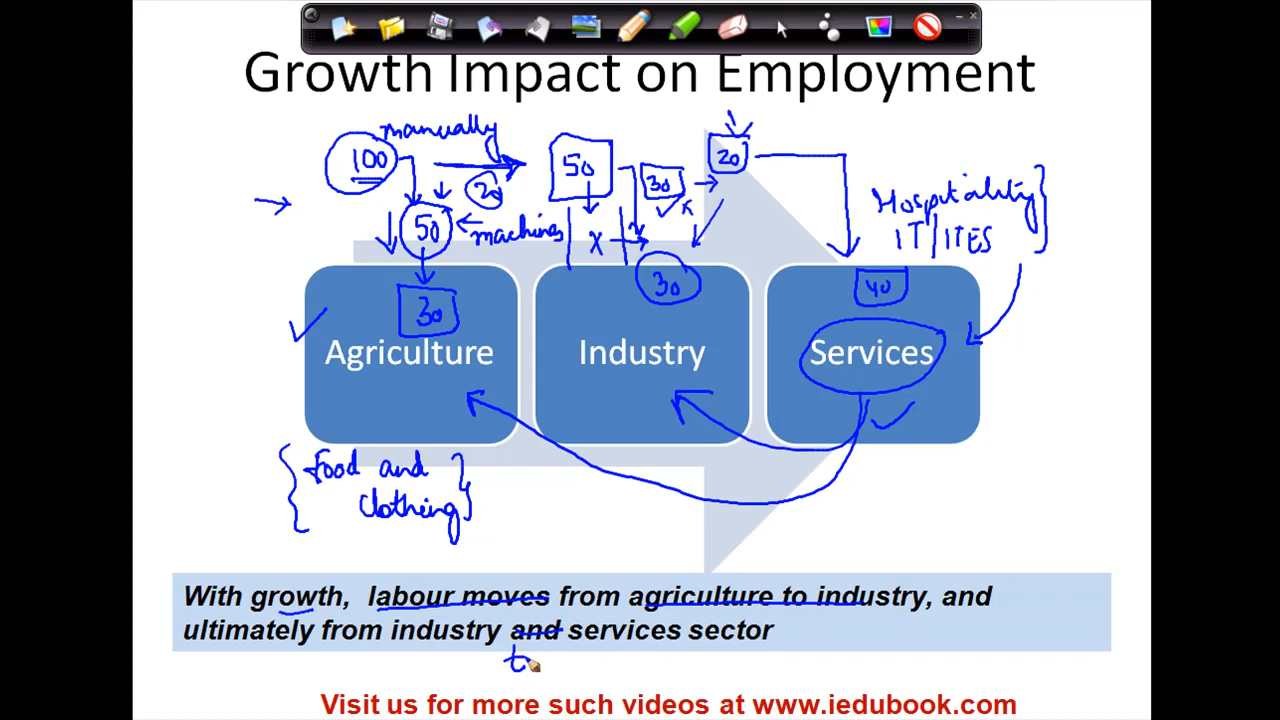 Growth Impact on Employment
manually
100
50
30
20
20
Hospitality
IT/ITES
50
machines
X
30
40
30
Agriculture
Industry
Services
food and
clothing
With growth, labour moves from agriculture to industry, and
ultimately from industry and services sector
t
Visit us for more such videos at www.iedubook.com